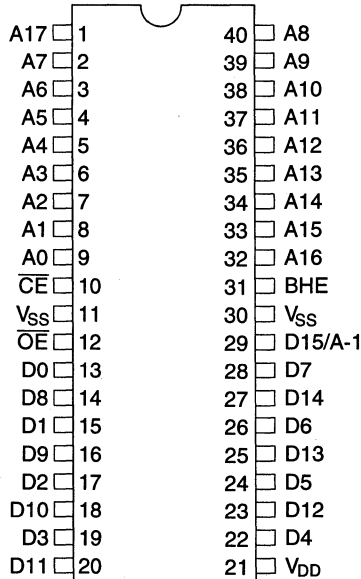 A17 1 40 A8
A7 2 39 A9
A6 3 38 A10
A5 4 37 A11
A4 5 36 A12
A3 6 35 A13
A2 7 34 A14
A1 8 33 A15
A0 9 32 A16
C̅E̅ 10 31 BHE
VSS 11 30 VSS
O̅E̅ 12 29 D15/A-1
D0 13 28 D7
D8 14 27 D14
D1 15 26 D6
D9 16 25 D13
D2 17 24 D5
D10 18 23 D12
D3 19 22 D4
D11 20 21 VDD